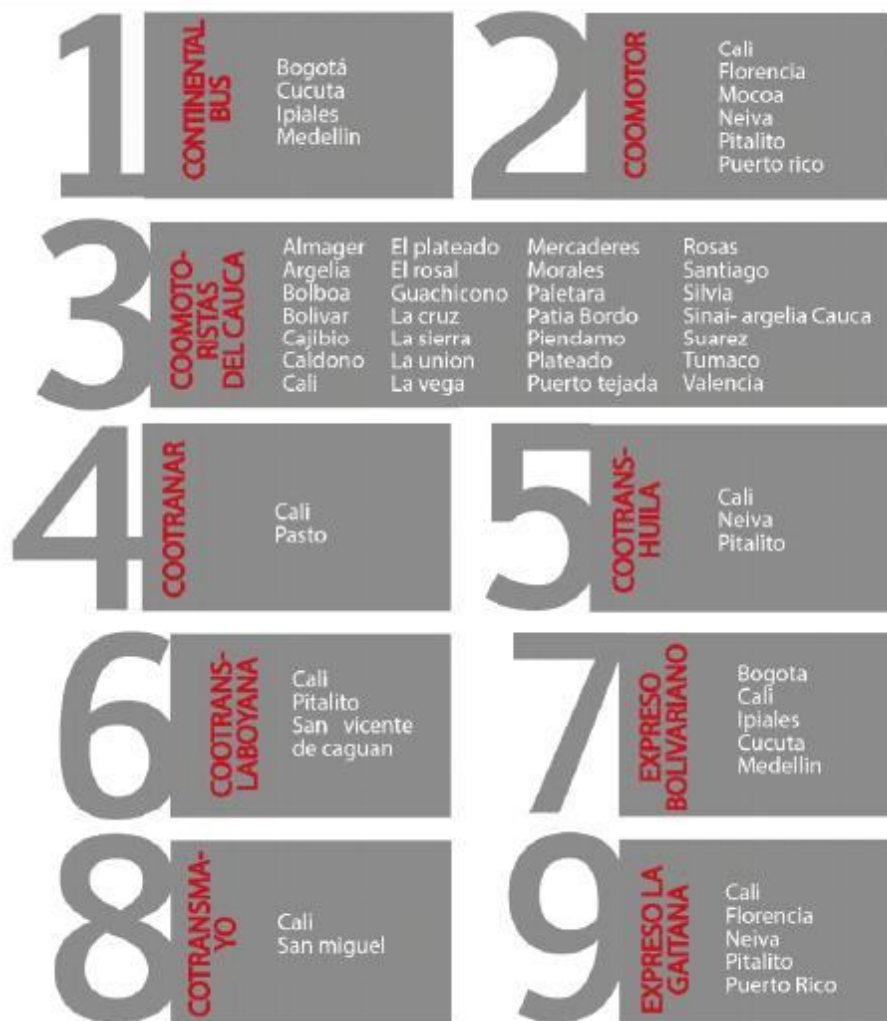 1
CONTINENTAL
BUS
Bogotá
Cucuta
Ipiales
Medellin
2
COOMOTOR
Cali
Florencia
Mocoa
Neiva
Pitalito
Puerto rico
3
COOMOTO-
RISTAS
DEL CAUCA
Almager
Argelia
Bolboa
Bolivar
Cajibio
Caldono
Cali
El plateado
El rosal
Guachicono
La cruz
La sierra
La union
La vega
Mercaderes
Morales
Paletara
Patia Bordo
Piendamo
Plateado
Puerto tejada
Rosas
Santiago
Silvia
Sinai- argelia Cauca
Suarez
Tumaco
Valencia
4
COOTRANAR
Cali
Pasto
5
COOTRANS-
HUILA
Cali
Neiva
Pitalito
6
COOTRANS-
LABOYANA
Cali
Pitalito
San vicente
de caguan
7
EXPRESO
BOLIVARIANO
Bogota
Cali
Ipiales
Cucuta
Medellin
8
COTRANSMA-
YO
Cali
San miguel
9
EXPRESO LA
GAITANA
Cali
Florencia
Neiva
Pitalito
Puerto Rico